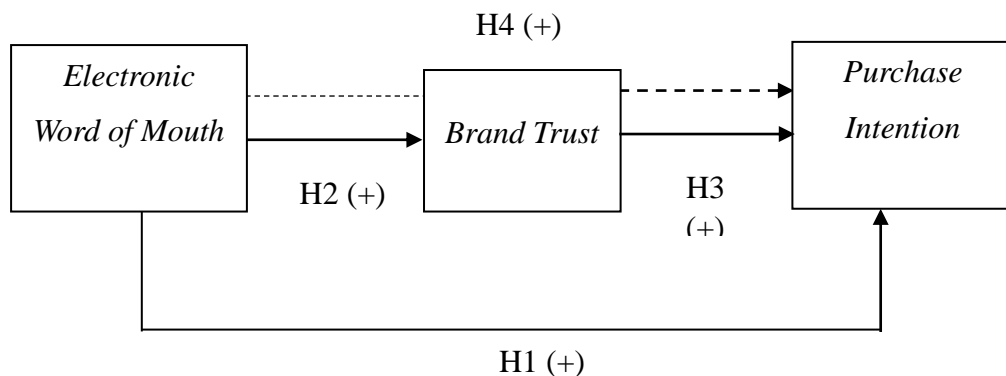 H4 (+)
Electronic
Word of Mouth
Brand Trust
Purchase
Intention
H2 (+)
H3
(+)
H1 (+)